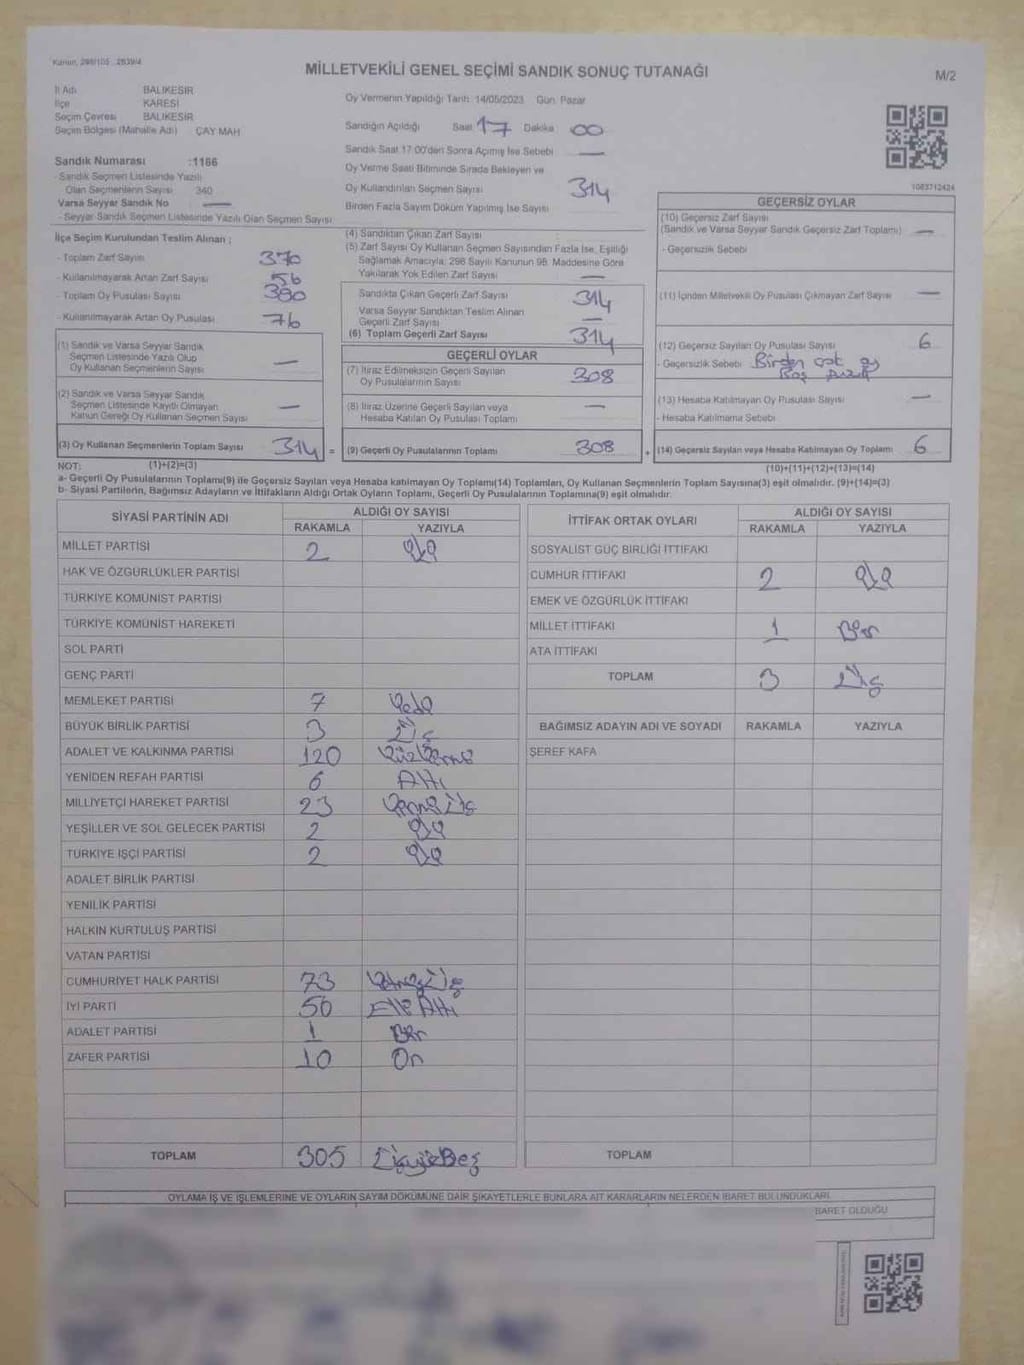 Kanun, 298/105 2839/4
MİLLETVEKİLİ GENEL SEÇİMİ SANDIK SONUÇ TUTANAĞI
M/2
İl Adı BALIKESİR
İlçe KARESİ
Seçim Çevresi BALIKESİR
Seçim Bölgesi (Mahalle Adı) ÇAY MAH
Sandık Numarası :1186
- Sandık Seçmen Listesinde Yazılı
Olan Seçmenlerin Sayısı 340
Varsa Seyyar Sandık No —
- Seyyar Sandık Seçmen Listesinde Yazılı Olan Seçmen Sayısı
Oy Vermenin Yapıldığı Tarih: 14/05/2023 Gün: Pazar
Sandığın Açıldığı Saat 17 Dakika: 00
Sandık Saat 17:00'den Sonra Açılmış İse Sebebi —
Oy Verme Saati Bitiminde Sırada Bekleyen ve
Oy Kullandırılan Seçmen Sayısı 314
Birden Fazla Sayım Döküm Yapılmış İse Sayısı
1083712424
İlçe Seçim Kurulundan Teslim Alınan ;
- Toplam Zarf Sayısı 370
- Kullanılmayarak Artan Zarf Sayısı 56
- Toplam Oy Pusulası Sayısı 390
- Kullanılmayarak Artan Oy Pusulası 76
(4) Sandıktan Çıkan Zarf Sayısı :
(5) Zarf Sayısı Oy Kullanan Seçmen Sayısından Fazla İse, Eşitliği
Sağlamak Amacıyla, 298 Sayılı Kanunun 98. Maddesine Göre
Yakılarak Yok Edilen Zarf Sayısı —
Sandıkta Çıkan Geçerli Zarf Sayısı 314
Varsa Seyyar Sandıktan Teslim Alınan
Geçerli Zarf Sayısı —
(6) Toplam Geçerli Zarf Sayısı 314
GEÇERSİZ OYLAR
(10) Geçersiz Zarf Sayısı
(Sandık ve Varsa Seyyar Sandık Geçersiz Zarf Toplamı) —
- Geçersizlik Sebebi
(11) İçinden Milletvekili Oy Pusulası Çıkmayan Zarf Sayısı —
(12) Geçersiz Sayılan Oy Pusulası Sayısı 6
- Geçersizlik Sebebi Birden
(13) Hesaba Katılmayan Oy Pusulası Sayısı —
- Hesaba Katılmama Sebebi
(14) Geçersiz Sayılan veya Hesaba Katılmayan Oy Toplamı 6
(10)+(11)+(12)+(13)=(14)
(1) Sandık ve Varsa Seyyar Sandık
Seçmen Listesinde Yazılı Olup
Oy Kullanan Seçmenlerin Sayısı —
(2) Sandık ve Varsa Seyyar Sandık
Seçmen Listesinde Kayıtlı Olmayan
Kanun Gereği Oy Kullanan Seçmen Sayısı —
(3) Oy Kullanan Seçmenlerin Toplam Sayısı 314 =
(1)+(2)=(3)
GEÇERLİ OYLAR
(7) İtiraz Edilmeksizin Geçerli Sayılan
Oy Pusulalarının Sayısı 308
(8) İtiraz Üzerine Geçerli Sayılan veya
Hesaba Katılan Oy Pusulası Toplamı —
(9) Geçerli Oy Pusulalarının Toplamı 308 +
NOT:
a- Geçerli Oy Pusulalarının Toplamı(9) ile Geçersiz Sayılan veya Hesaba katılmayan Oy Toplamı(14) Toplamları, Oy Kullanan Seçmenlerin Toplam Sayısına(3) eşit olmalıdır. (9)+(14)=(3)
b- Siyasi Partilerin, Bağımsız Adayların ve İttifakların Aldığı Ortak Oyların Toplamı, Geçerli Oy Pusulalarının Toplamına(9) eşit olmalıdır.
SİYASİ PARTİNİN ADI ALDIĞI OY SAYISI
RAKAMLA YAZIYLA
MİLLET PARTİSİ 2 iki
HAK VE ÖZGÜRLÜKLER PARTİSİ
TÜRKİYE KOMÜNİST PARTİSİ
TÜRKİYE KOMÜNİST HAREKETİ
SOL PARTİ
GENÇ PARTİ
MEMLEKET PARTİSİ 7 Yedi
BÜYÜK BİRLİK PARTİSİ 3 Üç
ADALET VE KALKINMA PARTİSİ 120 YüzYirmi
YENİDEN REFAH PARTİSİ 6 Altı
MİLLİYETÇİ HAREKET PARTİSİ 23 Yirmi Üç
YEŞİLLER VE SOL GELECEK PARTİSİ 2 iki
TÜRKİYE İŞÇİ PARTİSİ 2 iki
ADALET BİRLİK PARTİSİ
YENİLİK PARTİSİ
HALKIN KURTULUŞ PARTİSİ
VATAN PARTİSİ
CUMHURİYET HALK PARTİSİ 73 Yetmiş Üç
İYİ PARTİ 56 Elli Altı
ADALET PARTİSİ 1 Bir
ZAFER PARTİSİ 10 On
TOPLAM 305 ÜçyüzBeş
İTTİFAK ORTAK OYLARI ALDIĞI OY SAYISI
RAKAMLA YAZIYLA
SOSYALİST GÜÇ BİRLİĞİ İTTİFAKI
CUMHUR İTTİFAKI 2 iki
EMEK VE ÖZGÜRLÜK İTTİFAKI
MİLLET İTTİFAKI 1 Bir
ATA İTTİFAKI
TOPLAM 3 Üç
BAĞIMSIZ ADAYIN ADI VE SOYADI RAKAMLA YAZIYLA
ŞEREF KAFA
TOPLAM
OYLAMA İŞ VE İŞLEMLERİNE VE OYLARIN SAYIM DÖKÜMÜNE DAİR ŞİKAYETLERLE BUNLARA AİT KARARLARIN NELERDEN İBARET BULUNDUKLARI
BARET OLDUĞU